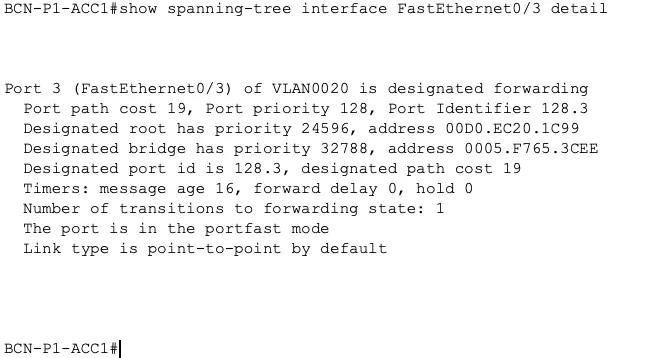 BCN-P1-ACC1#show spanning-tree interface FastEthernet0/3 detail
Port 3 (FastEthernet0/3) of VLAN0020 is designated forwarding
Port path cost 19, Port priority 128, Port Identifier 128.3
Designated root has priority 24596, address 00D0.EC20.1C99
Designated bridge has priority 32788, address 0005.F765.3CEE
Designated port id is 128.3, designated path cost 19
Timers: message age 16, forward delay 0, hold 0
Number of transitions to forwarding state: 1
The port is in the portfast mode
Link type is point-to-point by default
BCN-P1-ACC1#